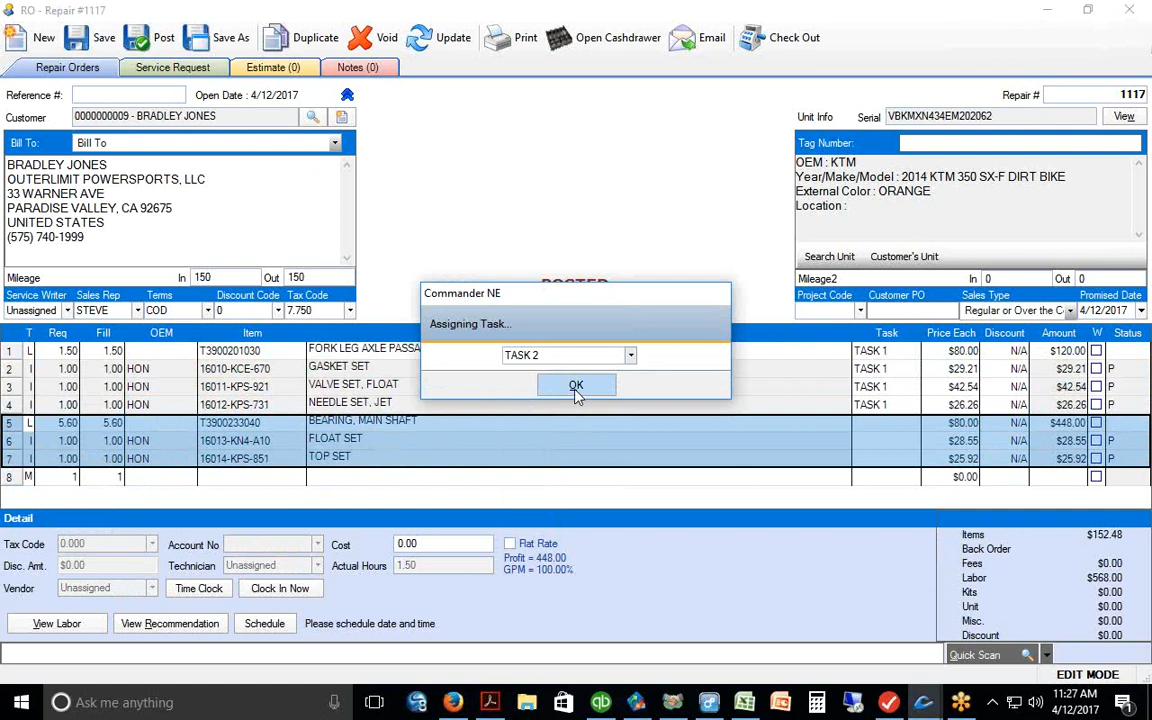 RO - Repair #1117
New Save Post Save As Duplicate Void Update Print Open Cashdrawer Email Check Out
Repair Orders Service Request Estimate (0) Notes (0)
Reference #: Open Date : 4/12/2017 Repair # 1117
Customer 0000000009 - BRADLEY JONES Unit Info Serial VBKMXN434EM202062 View
Bill To: Bill To Tag Number:
BRADLEY JONES
OUTERLIMIT POWERSPORTS, LLC
33 WARNER AVE
PARADISE VALLEY, CA 92675
UNITED STATES
(575) 740-1999
OEM : KTM
Year/Make/Model : 2014 KTM 350 SX-F DIRT BIKE
External Color : ORANGE
Location :
Search Unit Customer's Unit
Mileage In 150 Out 150 Mileage2 In 0 Out 0
Service Writer Sales Rep Terms Discount Code Tax Code Project Code Customer PO Sales Type Promised Date
Unassigned STEVE COD 0 7.750 Regular or Over the Co 4/12/2017
Commander NE
Assigning Task...
TASK 2
OK
T Req Fill OEM Item Task Price Each Discount Amount W Status
1 L 1.50 1.50 T3900201030 FORK LEG AXLE PASSA TASK 1 $80.00 N/A $120.00
2 I 1.00 1.00 HON 16010-KCE-670 GASKET SET TASK 1 $29.21 N/A $29.21 P
3 I 1.00 1.00 HON 16011-KPS-921 VALVE SET, FLOAT TASK 1 $42.54 N/A $42.54 P
4 I 1.00 1.00 HON 16012-KPS-731 NEEDLE SET, JET TASK 1 $26.26 N/A $26.26 P
5 L 5.60 5.60 T3900233040 BEARING, MAIN SHAFT $80.00 N/A $448.00
6 I 1.00 1.00 HON 16013-KN4-A10 FLOAT SET $28.55 N/A $28.55 P
7 I 1.00 1.00 HON 16014-KPS-851 TOP SET $25.92 N/A $25.92 P
8 M 1 1 $0.00
Detail
Tax Code 0.000 Account No Cost 0.00 Flat Rate
Disc. Amt. $0.00 Technician Unassigned Actual Hours 1.50
Profit = 448.00
GPM = 100.00%
Vendor Unassigned Time Clock Clock In Now
View Labor View Recommendation Schedule Please schedule date and time
Items $152.48
Back Order
Fees $0.00
Labor $568.00
Kits $0.00
Unit $0.00
Misc. $0.00
Discount $0.00
Quick Scan
EDIT MODE
Ask me anything
11:27 AM
4/12/2017
1